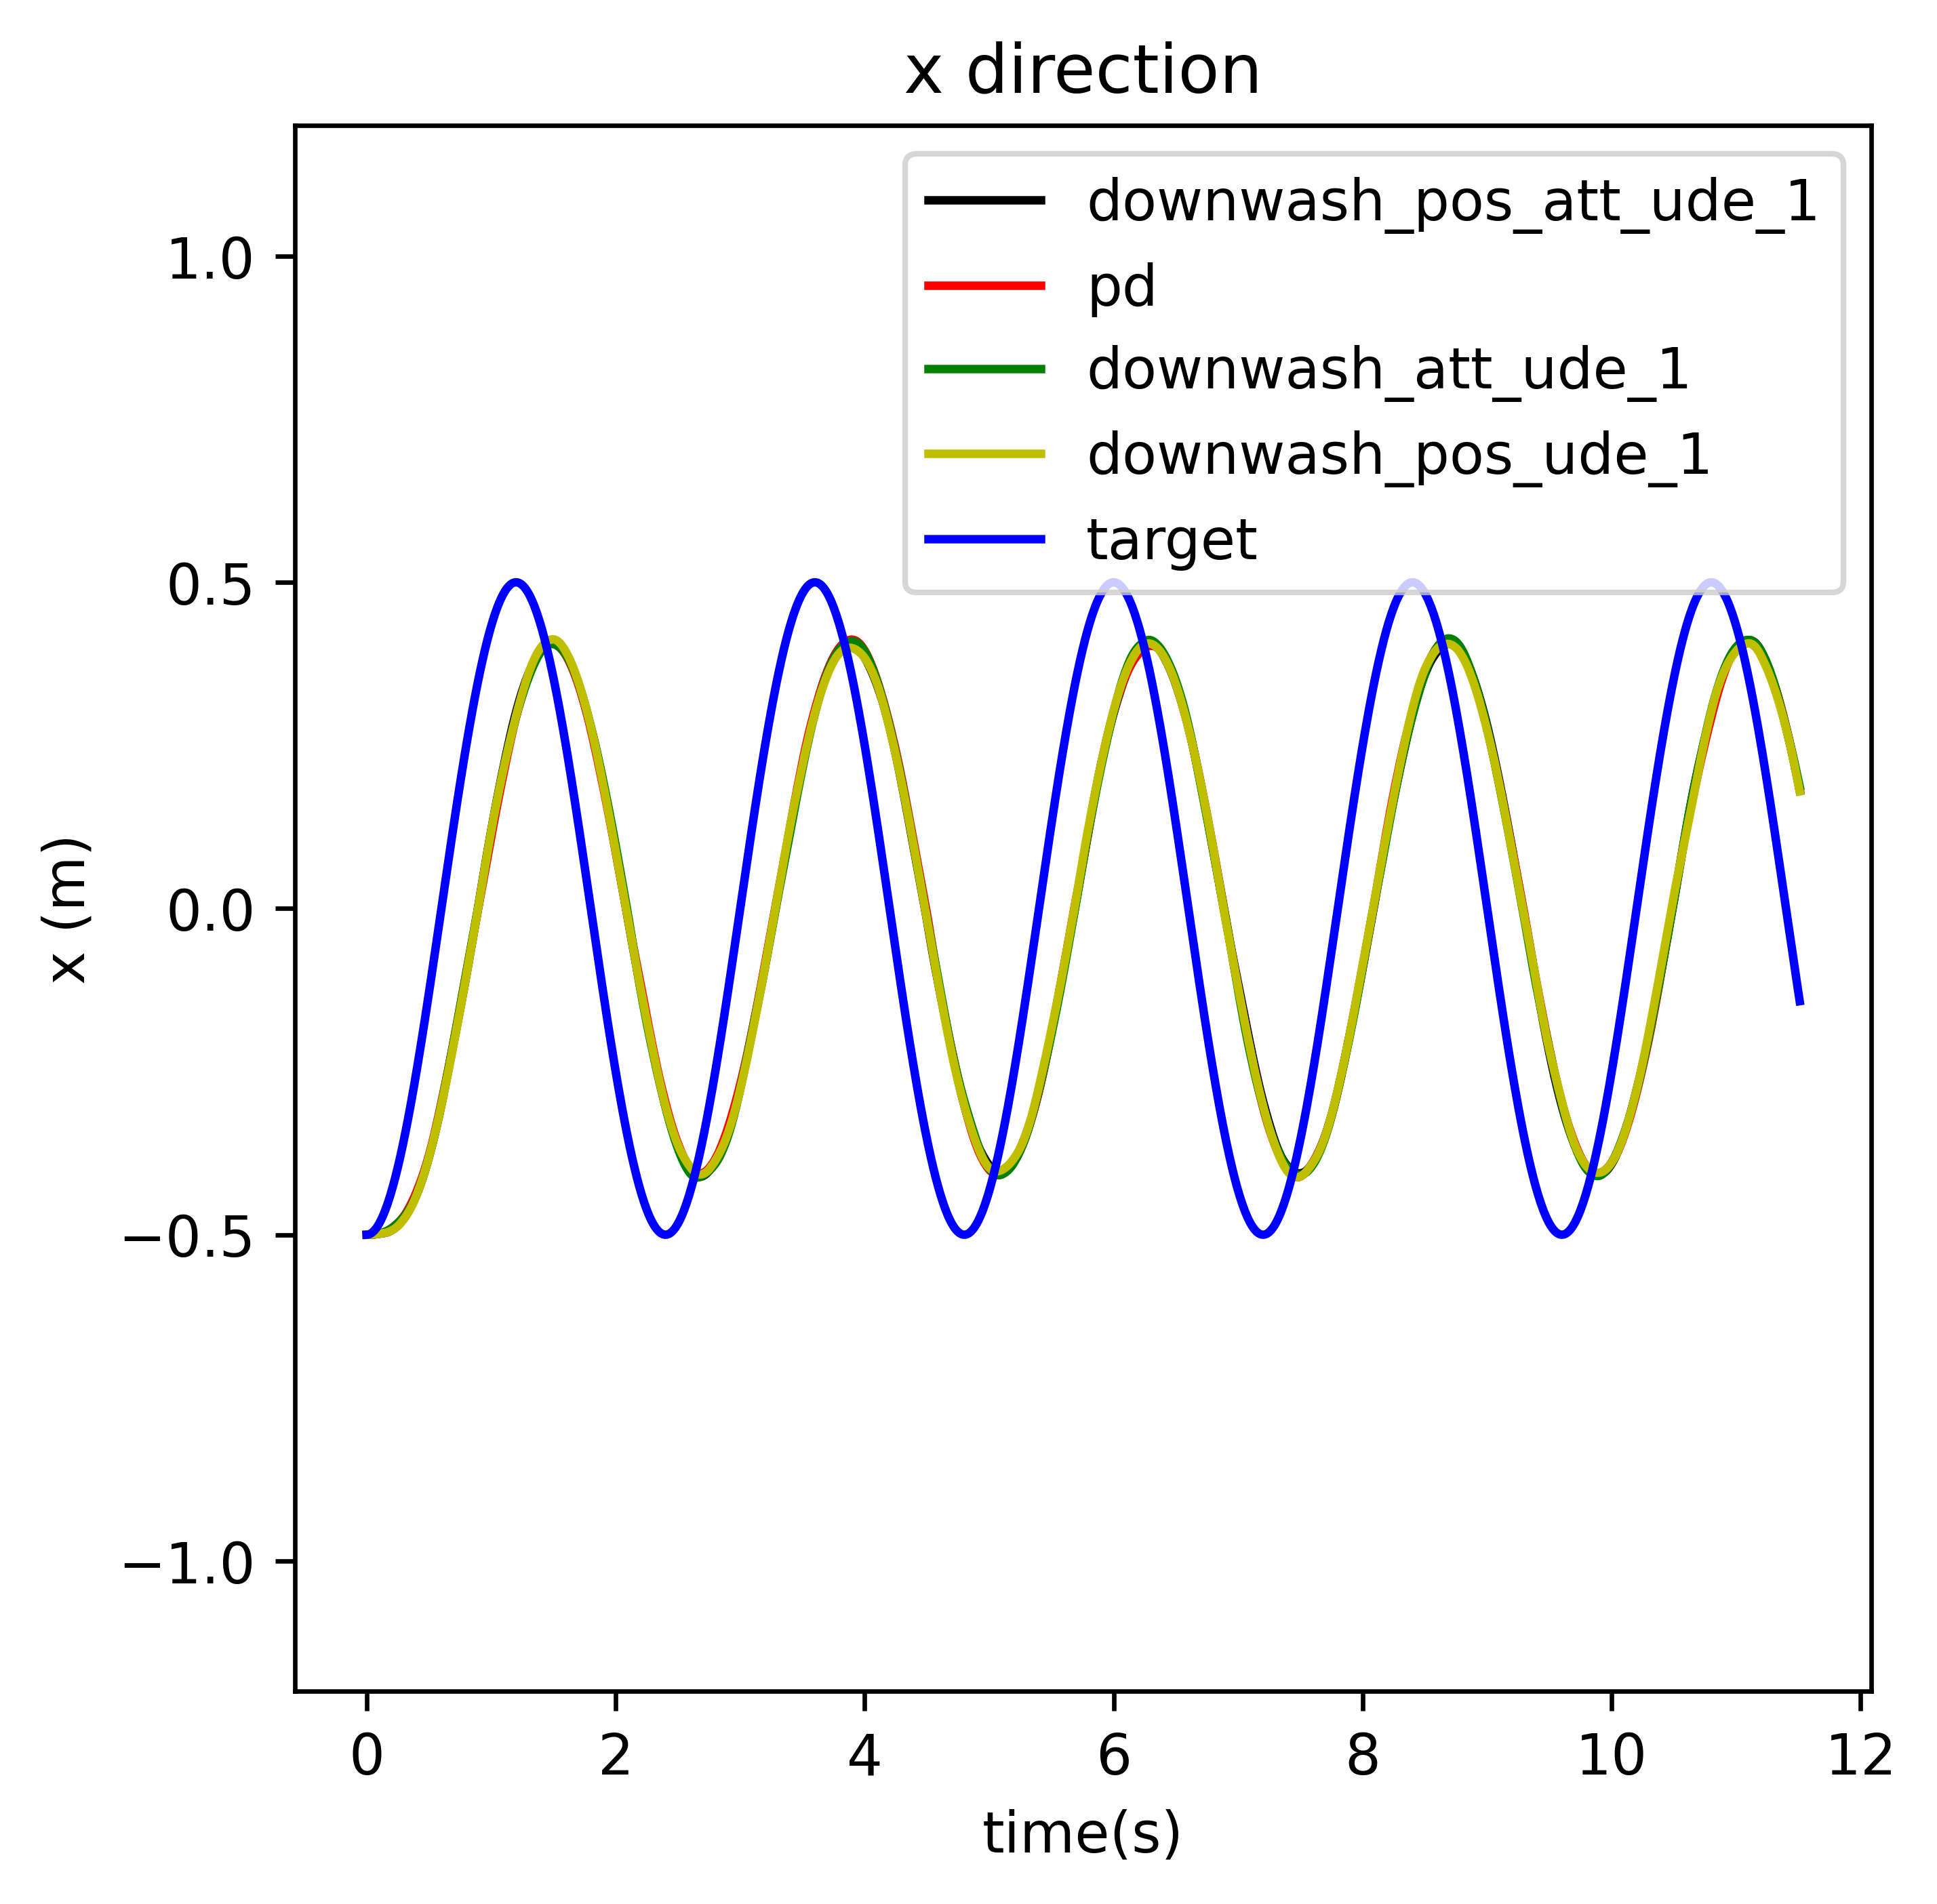 x direction
downwash_pos_att_ude_1
pd
downwash_att_ude_1
downwash_pos_ude_1
target
1.0
0.5
0.0
−0.5
−1.0
x (m)
0 2 4 6 8 10 12
time(s)